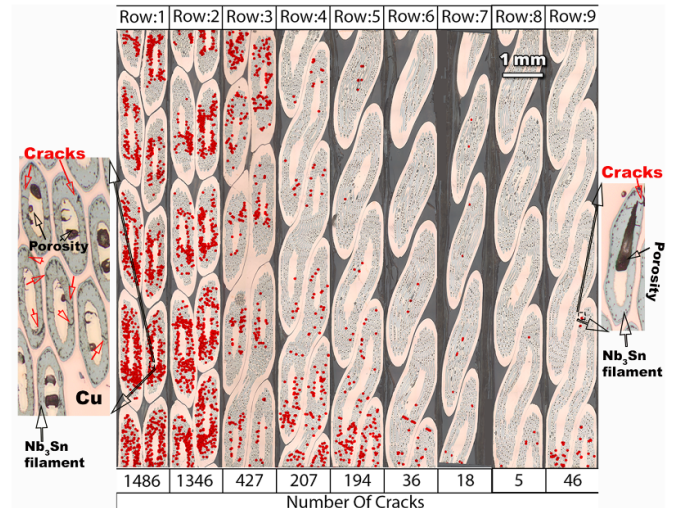 Row:1 Row:2 Row:3 Row:4 Row:5 Row:6 Row:7 Row:8 Row:9
1 mm
Cracks
Porosity
Cu
Nb3Sn
filament
Cracks
Porosity
Nb3Sn
filament
1486 1346 427 207 194 36 18 5 46
Number Of Cracks